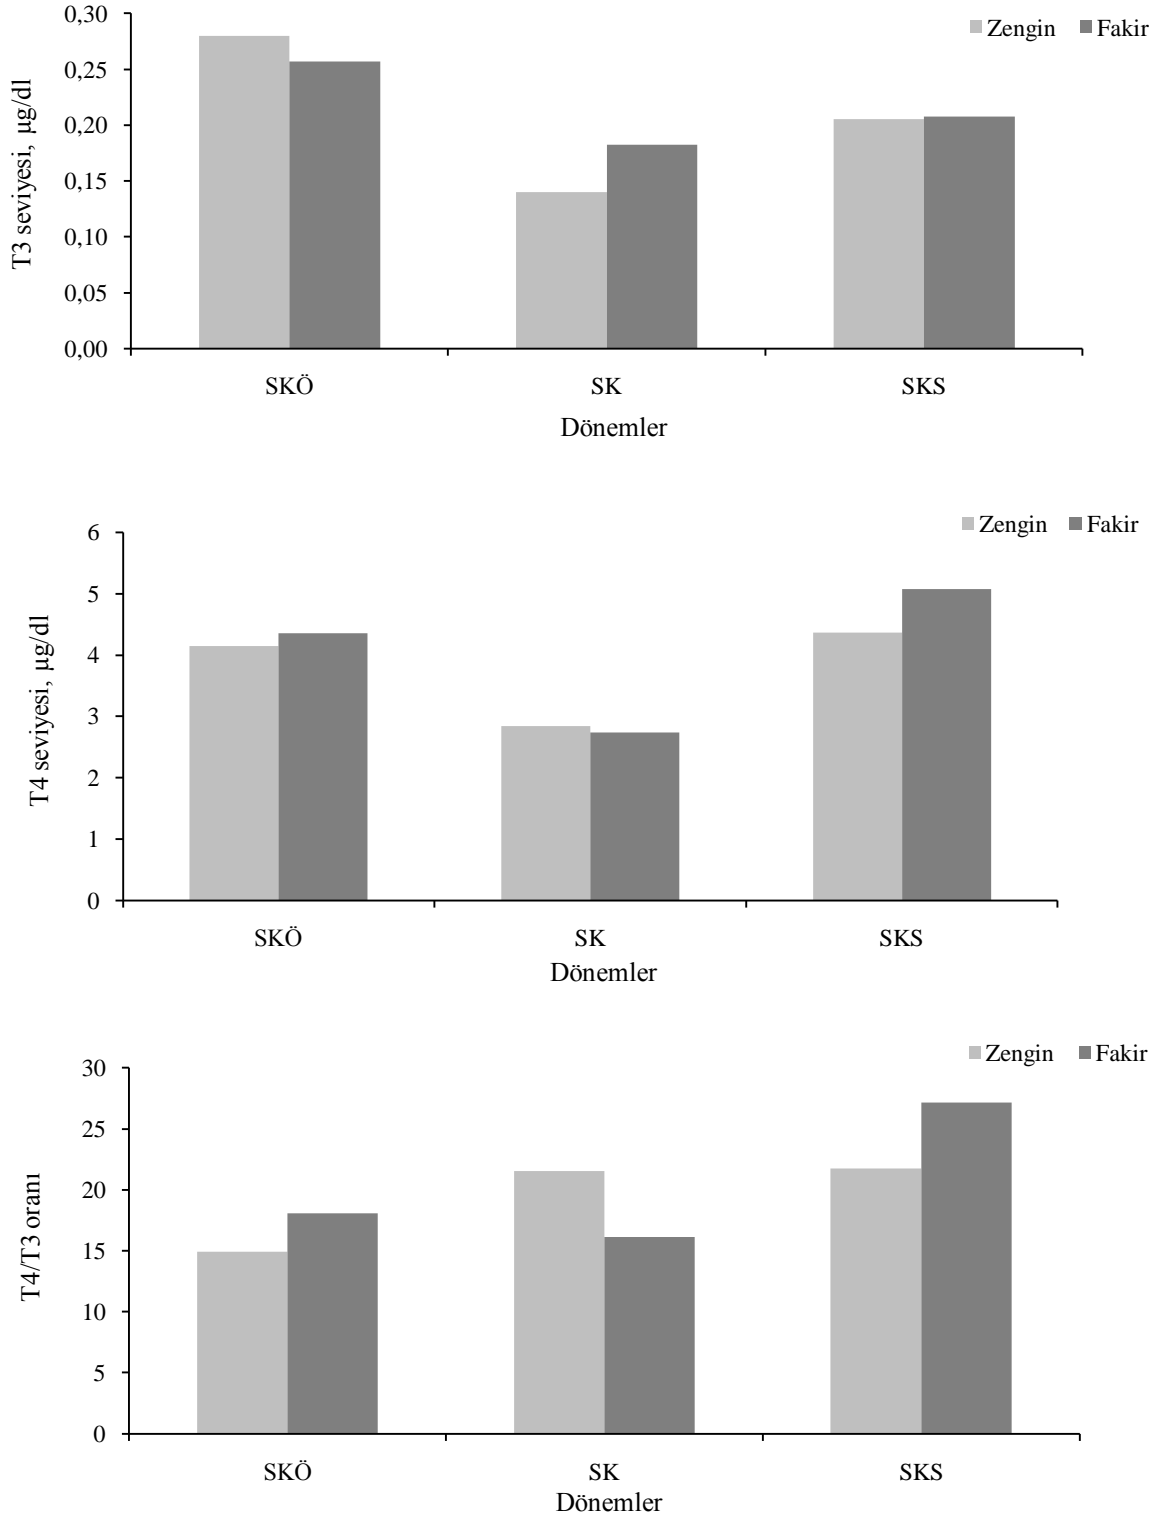 Zengin Fakir
T3 seviyesi, µg/dl
0,30
0,25
0,20
0,15
0,10
0,05
0,00
SKÖ SK SKS
Dönemler
Zengin Fakir
T4 seviyesi, µg/dl
6
5
4
3
2
1
0
SKÖ SK SKS
Dönemler
Zengin Fakir
T4/T3 oranı
30
25
20
15
10
5
0
SKÖ SK SKS
Dönemler